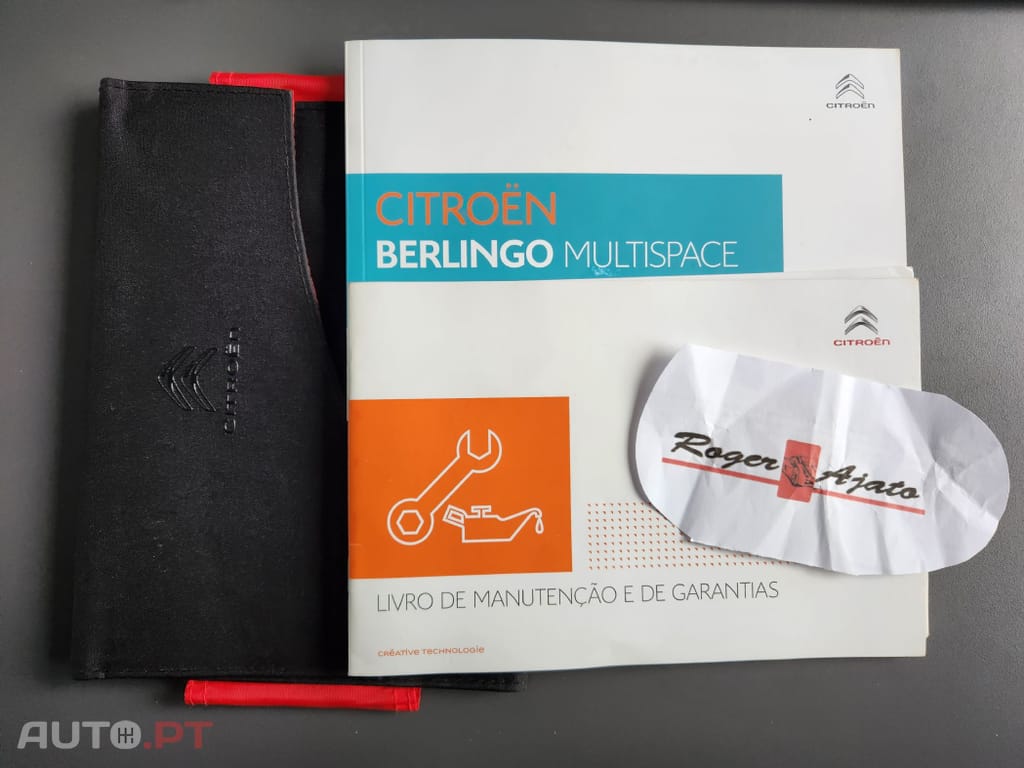 CITROËN
CITROËN
BERLINGO MULTISPACE
CITROËN
CITROËN
Roger Ajato
LIVRO DE MANUTENÇÃO E DE GARANTIAS
CRÉATIVE TECHNOLOGIE
AUTO.PT